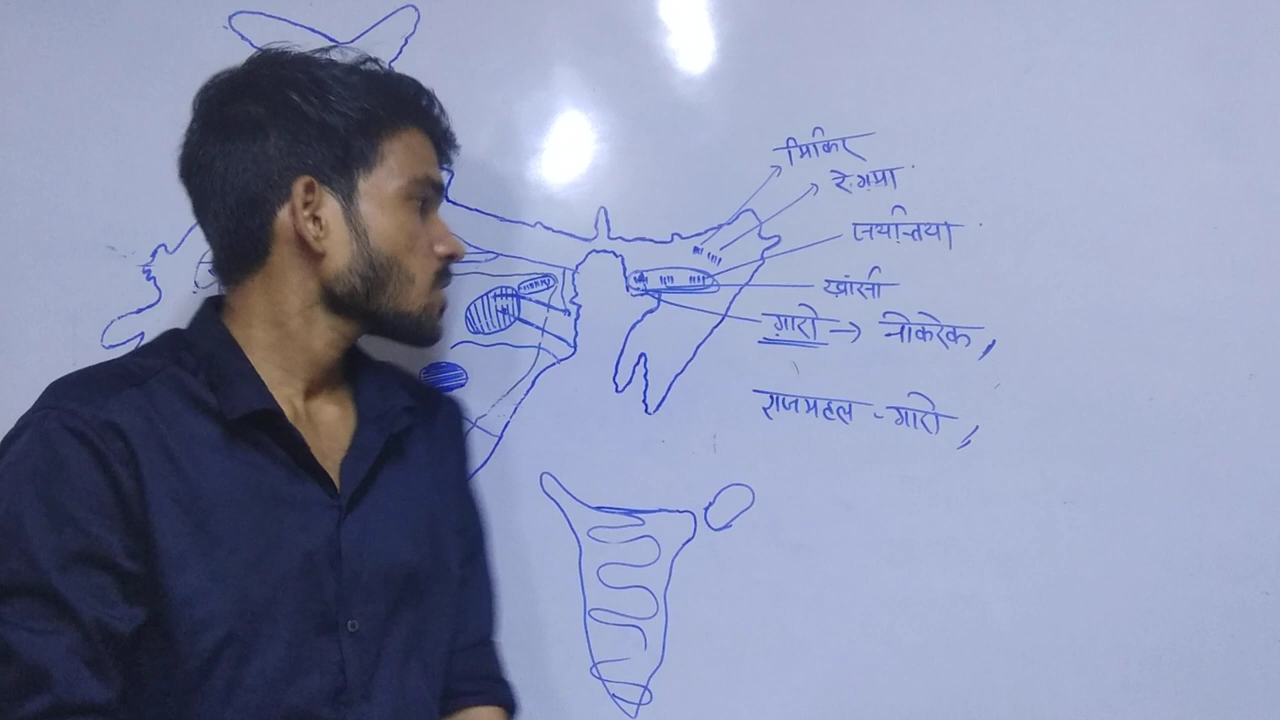 मिकिर
रेंगमा
जयन्तिया
खांसी
गारो → नोकरेक,
राजमहल - गारो,